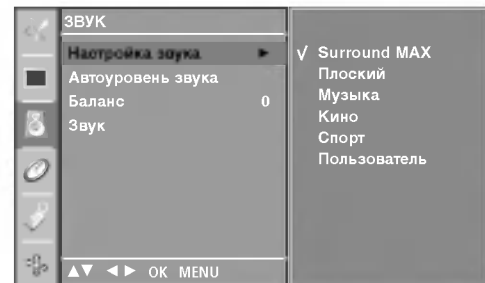 ЗВУК
Настройка звука ►
Автоуровень звука
Баланс 0
Звук
▲▼ ◄► OK MENU
√ Surround MAX
Плоский
Музыка
Кино
Спорт
Пользователь